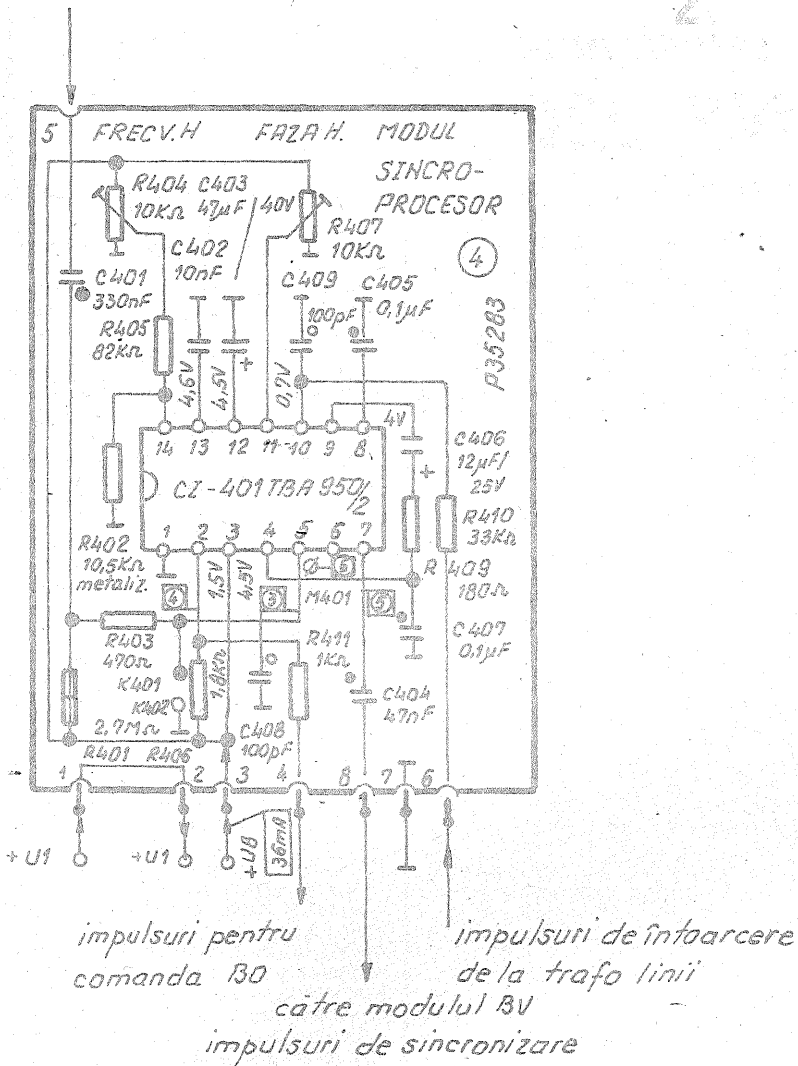 5 FRECV. H FAZA H. MODUL
SINCRO-
PROCESOR
4
P35283
R404
10KΩ
C403
47µF
40V
R407
10KΩ
C402
10nF
C401
330nF
C409
100pF
C405
0,1µF
R405
82KΩ
4,6V
4,5V
0,7V
4V
14 13 12 11 10 9 8
CI-401 TBA 950/2
1 2 3 4 5 6 7
C406
12µF/
25V
R410
33KΩ
R409
180Ω
C407
0,1µF
R402
10,5KΩ
metaliz.
4
1,5V
4,5V
3
M401
R403
470Ω
K401
K402
1,8KΩ
R411
1KΩ
C404
47nF
2,7MΩ
C408
100pF
R401 R406
1 2 3 4 8 7 6
+U1 +U1 +U8 36mA
impulsuri pentru
comanda BO
impulsuri de întoarcere
de la trafo linii
către modulul BV
impulsuri de sincronizare